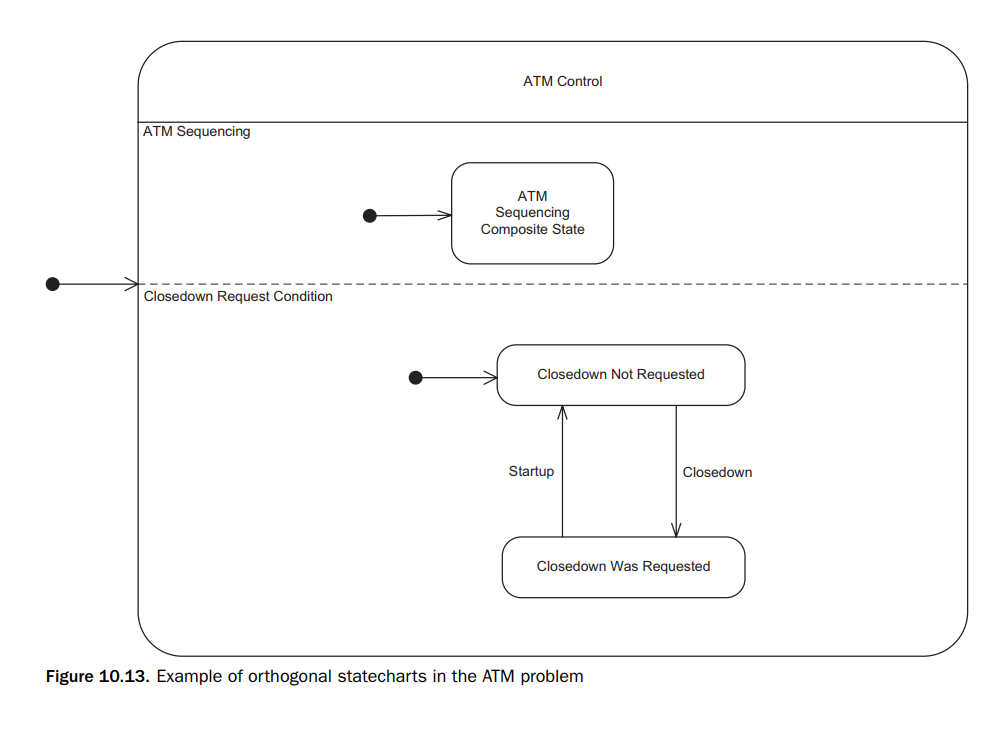 ATM Control
ATM Sequencing
ATM
Sequencing
Composite State
Closedown Request Condition
Closedown Not Requested
Startup
Closedown
Closedown Was Requested
Figure 10.13. Example of orthogonal statecharts in the ATM problem